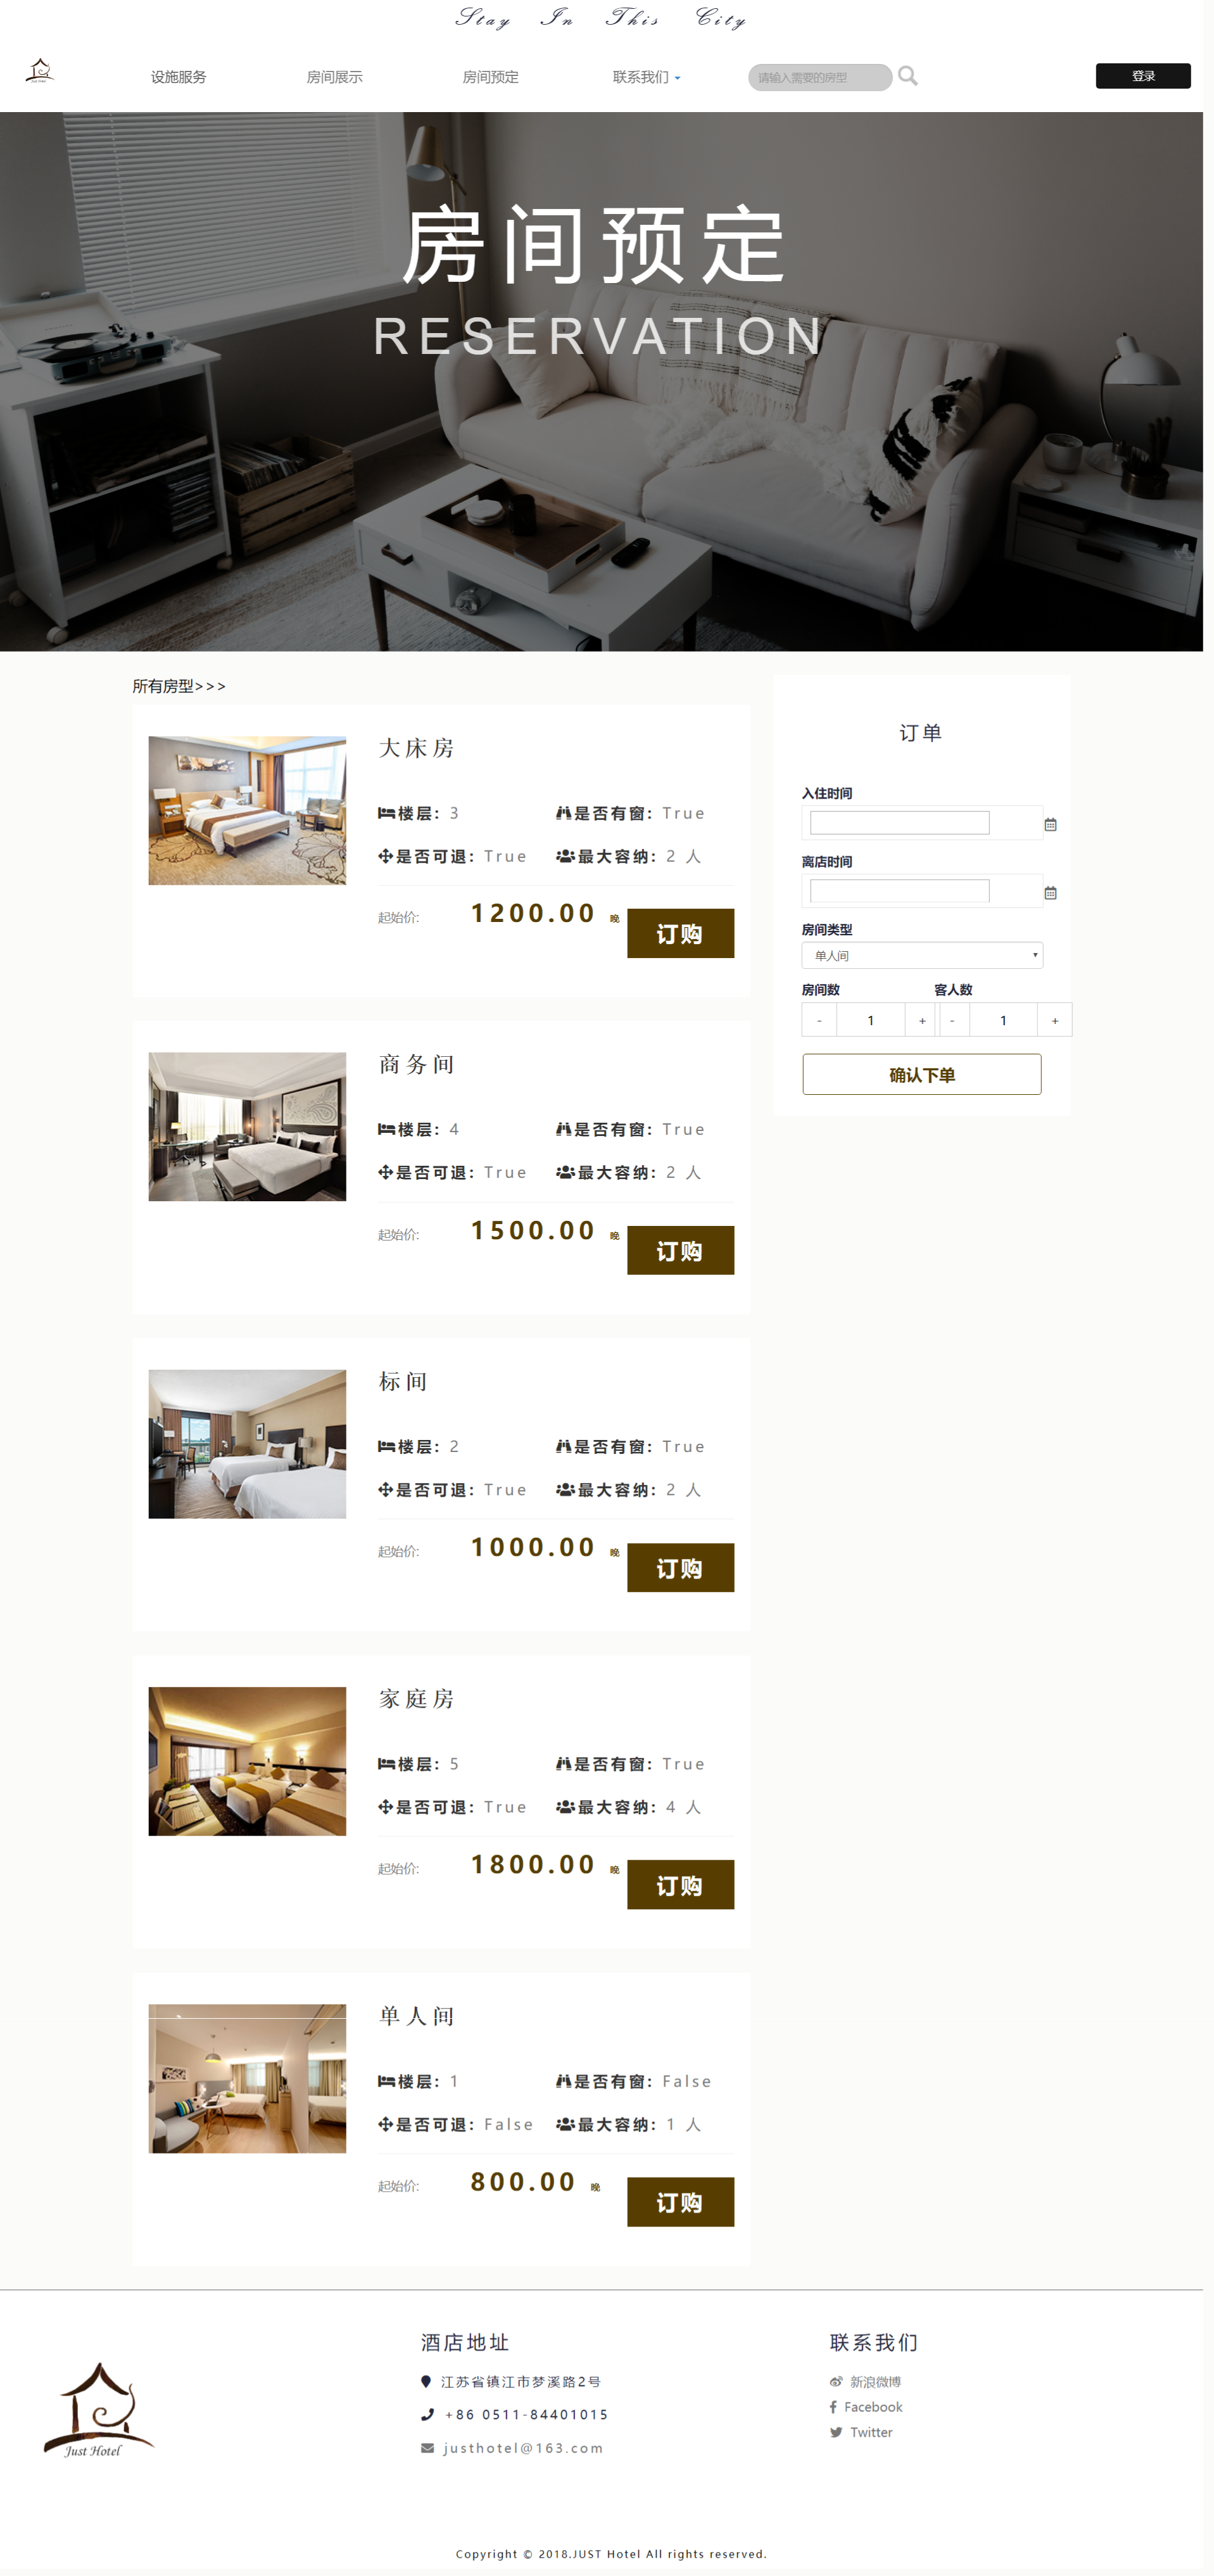 Stay In This City
设施服务
房间展示
房间预定
联系我们
请输入需要的房型
登录
Just Hotel
房间预定
RESERVATION
所有房型>>>
大床房
楼层: 3
是否有窗: True
是否可退: True
最大容纳: 2 人
起始价:
1200.00 晚
订购
商务间
楼层: 4
是否有窗: True
是否可退: True
最大容纳: 2 人
起始价:
1500.00 晚
订购
标间
楼层: 2
是否有窗: True
是否可退: True
最大容纳: 2 人
起始价:
1000.00 晚
订购
家庭房
楼层: 5
是否有窗: True
是否可退: True
最大容纳: 4 人
起始价:
1800.00 晚
订购
单人间
楼层: 1
是否有窗: False
是否可退: False
最大容纳: 1 人
起始价:
800.00 晚
订购
订单
入住时间
离店时间
房间类型
单人间
房间数
客人数
- 1 +
- 1 +
确认下单
Just Hotel
酒店地址
江苏省镇江市梦溪路2号
+86 0511-84401015
justhotel@163.com
联系我们
新浪微博
Facebook
Twitter
Copyright © 2018.JUST Hotel All rights reserved.